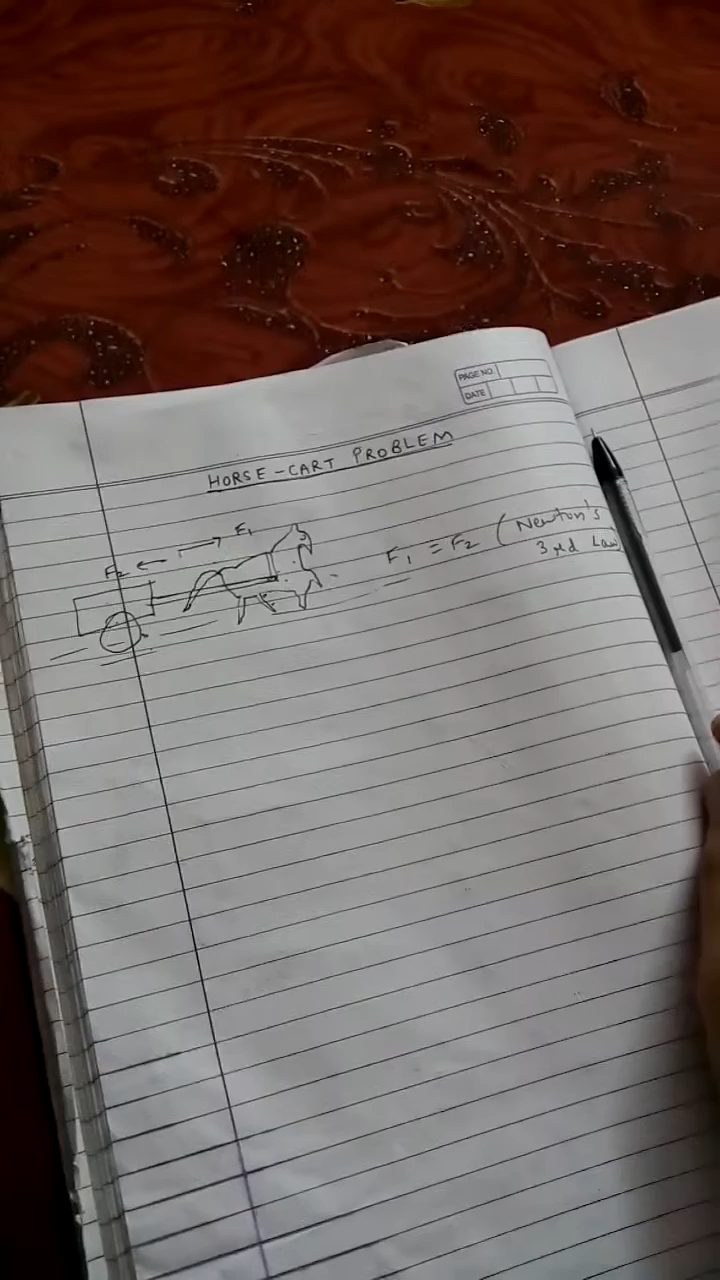 PAGE NO.
DATE
HORSE-CART PROBLEM
F1
F2
F1 = F2 (Newton's
3rd Law)